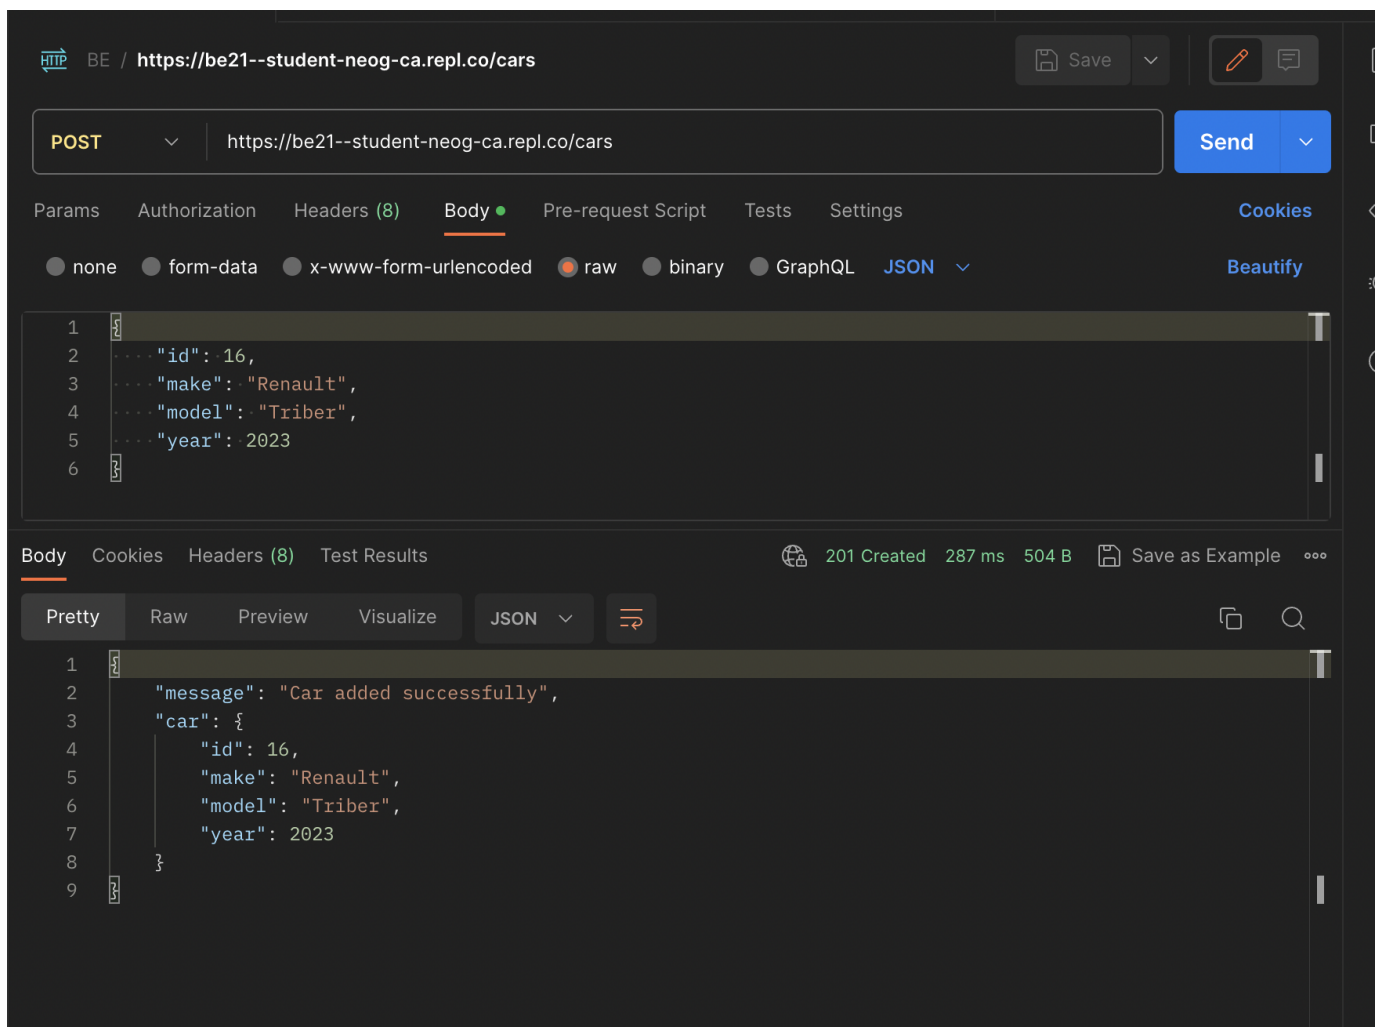 HTTP BE / https://be21--student-neog-ca.repl.co/cars Save
POST https://be21--student-neog-ca.repl.co/cars Send
Params Authorization Headers (8) Body Pre-request Script Tests Settings Cookies
none form-data x-www-form-urlencoded raw binary GraphQL JSON Beautify
1 {
2 "id": 16,
3 "make": "Renault",
4 "model": "Triber",
5 "year": 2023
6 }
Body Cookies Headers (8) Test Results 201 Created 287 ms 504 B Save as Example
Pretty Raw Preview Visualize JSON
1 {
2 "message": "Car added successfully",
3 "car": {
4 "id": 16,
5 "make": "Renault",
6 "model": "Triber",
7 "year": 2023
8 }
9 }